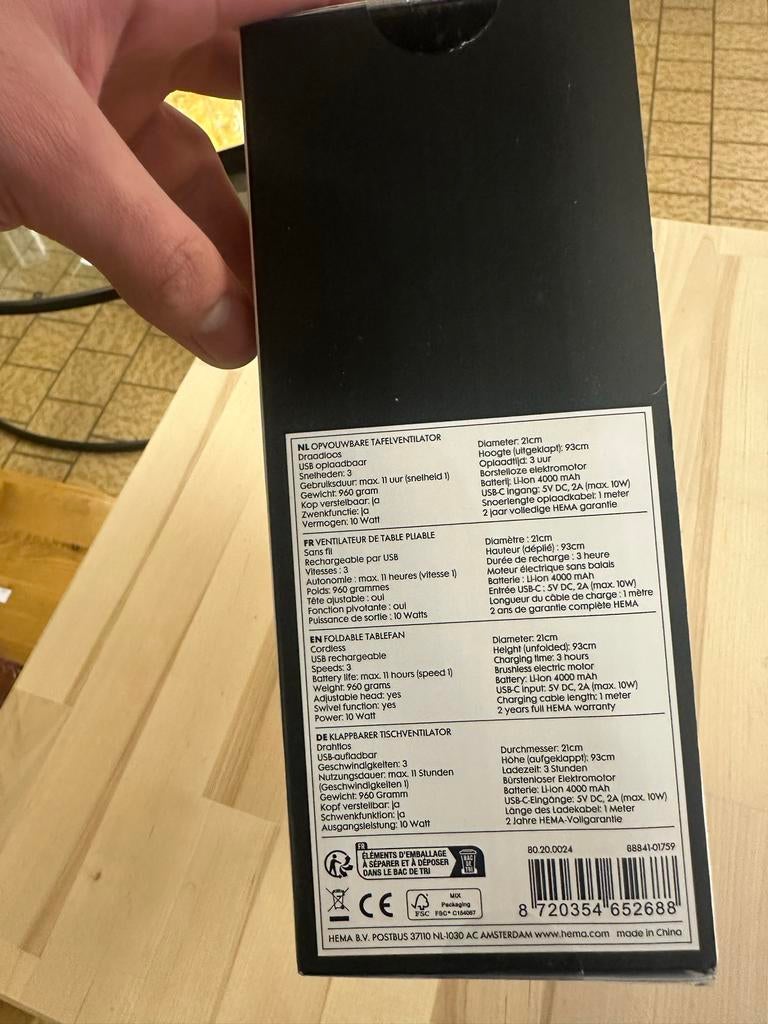 NL OPVOUWBARE TAFELVENTILATOR
Draadloos
USB oplaadbaar
Snelheden: 3
Gebruiksduur: max. 11 uur (snelheid 1)
Gewicht: 960 gram
Kop verstelbaar: ja
Zwenkfunctie: ja
Vermogen: 10 Watt
Diameter: 21cm
Hoogte (uitgeklapt): 93cm
Oplaadtijd: 3 uur
Borstelloze elektromotor
Batterij: Li-Ion 4000 mAh
USB-C ingang: 5V DC, 2A (max. 10W)
Snoerlengte oplaadkabel: 1 meter
2 jaar volledige HEMA garantie
FR VENTILATEUR DE TABLE PLIABLE
Sans fil
Rechargeable par USB
Vitesses : 3
Autonomie : max. 11 heures (vitesse 1)
Poids: 960 grammes
Tête ajustable : oui
Fonction pivotante : oui
Puissance de sortie : 10 Watts
Diamètre : 21cm
Hauteur (déplié) : 93cm
Durée de recharge : 3 heure
Moteur électrique sans balais
Batterie : Li-ion 4000 mAh
Entrée USB-C : 5V DC, 2A (max. 10W)
Longueur du câble de charge : 1 mètre
2 ans de garantie complète HEMA
EN FOLDABLE TABLEFAN
Cordless
USB rechargeable
Speeds: 3
Battery life: max. 11 hours (speed 1)
Weight: 960 grams
Adjustable head: yes
Swivel function: yes
Power: 10 Watt
Diameter: 21cm
Height (unfolded): 93cm
Charging time: 3 hours
Brushless electric motor
Battery: Li-Ion 4000 mAh
USB-C input: 5V DC, 2A (max. 10W)
Charging cable length: 1 meter
2 years full HEMA warranty
DE KLAPPBARER TISCHVENTILATOR
Drahtlos
USB-aufladbar
Geschwindigkeiten: 3
Nutzungsdauer: max. 11 Stunden
(Geschwindigkeiten 1)
Gewicht: 960 Gramm
Kopf verstellbar: ja
Schwenkfunktion: ja
Ausgangsleistung: 10 Watt
Durchmesser: 21cm
Höhe (aufgeklappt): 93cm
Ladezeit: 3 Stunden
Bürstenloser Elektromotor
Batterie: Li-Ion 4000 mAh
USB-C-Eingänge: 5V DC, 2A (max. 10W)
Länge des Ladekabel: 1 Meter
2 Jahre HEMA-Vollgarantie
FR
ÉLÉMENTS D'EMBALLAGE
À SÉPARER ET À DÉPOSER
DANS LE BAC DE TRI
BAC DE TRI
80.20.0024 88841-01759
CE
FSC
MIX
Packaging
FSC® C154067
8 720354 652688
HEMA B.V. POSTBUS 37110 NL-1030 AC AMSTERDAM www.hema.com made in China